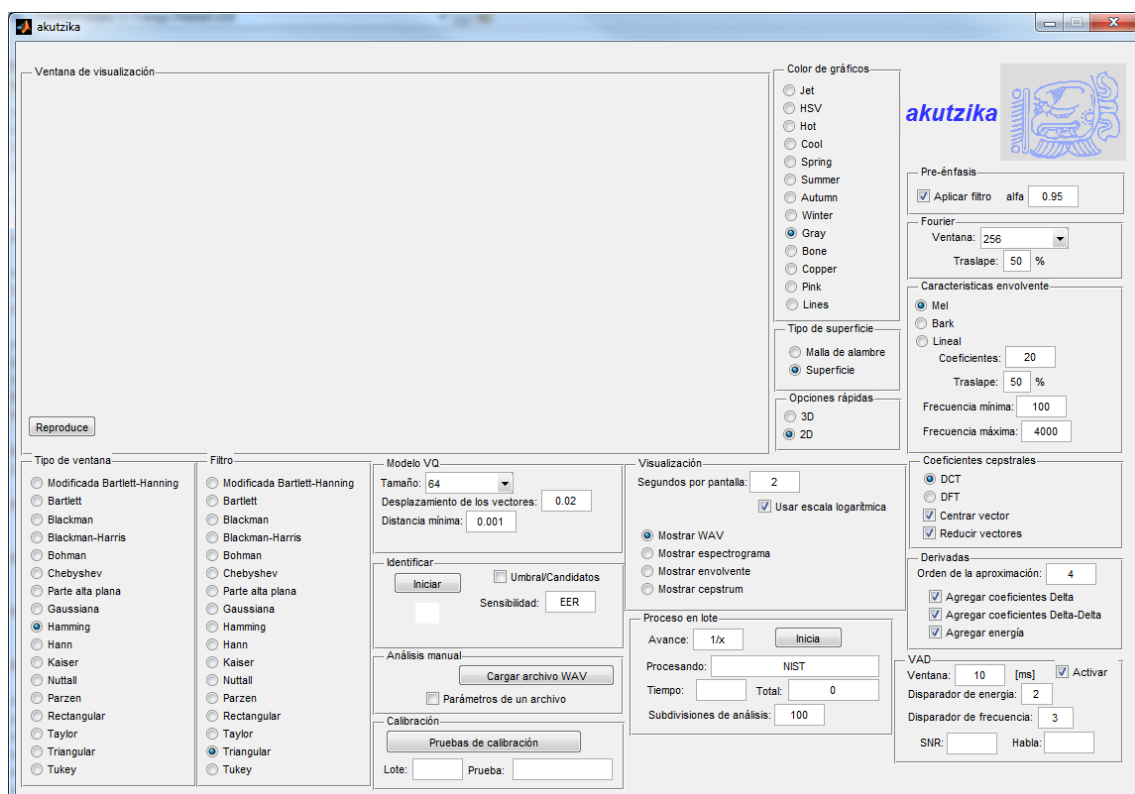 akutzika
Ventana de visualización
Reproduce
Color de gráficos
Jet
HSV
Hot
Cool
Spring
Summer
Autumn
Winter
Gray
Bone
Copper
Pink
Lines
Tipo de superficie
Malla de alambre
Superficie
Opciones rápidas
3D
2D
akutzika
Pre-énfasis
Aplicar filtro alfa 0.95
Fourier
Ventana: 256
Traslape: 50 %
Caracteristicas envolvente
Mel
Bark
Lineal
Coeficientes: 20
Traslape: 50 %
Frecuencia mínima: 100
Frecuencia máxima: 4000
Tipo de ventana
Modificada Bartlett-Hanning
Bartlett
Blackman
Blackman-Harris
Bohman
Chebyshev
Parte alta plana
Gaussiana
Hamming
Hann
Kaiser
Nuttall
Parzen
Rectangular
Taylor
Triangular
Tukey
Filtro
Modificada Bartlett-Hanning
Bartlett
Blackman
Blackman-Harris
Bohman
Chebyshev
Parte alta plana
Gaussiana
Hamming
Hann
Kaiser
Nuttall
Parzen
Rectangular
Taylor
Triangular
Tukey
Modelo VQ
Tamaño: 64
Desplazamiento de los vectores: 0.02
Distancia mínima: 0.001
Identificar
Iniciar
Umbral/Candidatos
Sensibilidad: EER
Análisis manual
Cargar archivo WAV
Parámetros de un archivo
Calibración
Pruebas de calibración
Lote: Prueba:
Visualización
Segundos por pantalla: 2
Usar escala logarítmica
Mostrar WAV
Mostrar espectrograma
Mostrar envolvente
Mostrar cepstrum
Proceso en lote
Avance: 1/x Inicia
Procesando: NIST
Tiempo: Total: 0
Subdivisiones de análisis: 100
Coeficientes cepstrales
DCT
DFT
Centrar vector
Reducir vectores
Derivadas
Orden de la aproximación: 4
Agregar coeficientes Delta
Agregar coeficientes Delta-Delta
Agregar energía
VAD
Ventana: 10 [ms] Activar
Disparador de energia: 2
Disparador de frecuencia: 3
SNR: Habla: